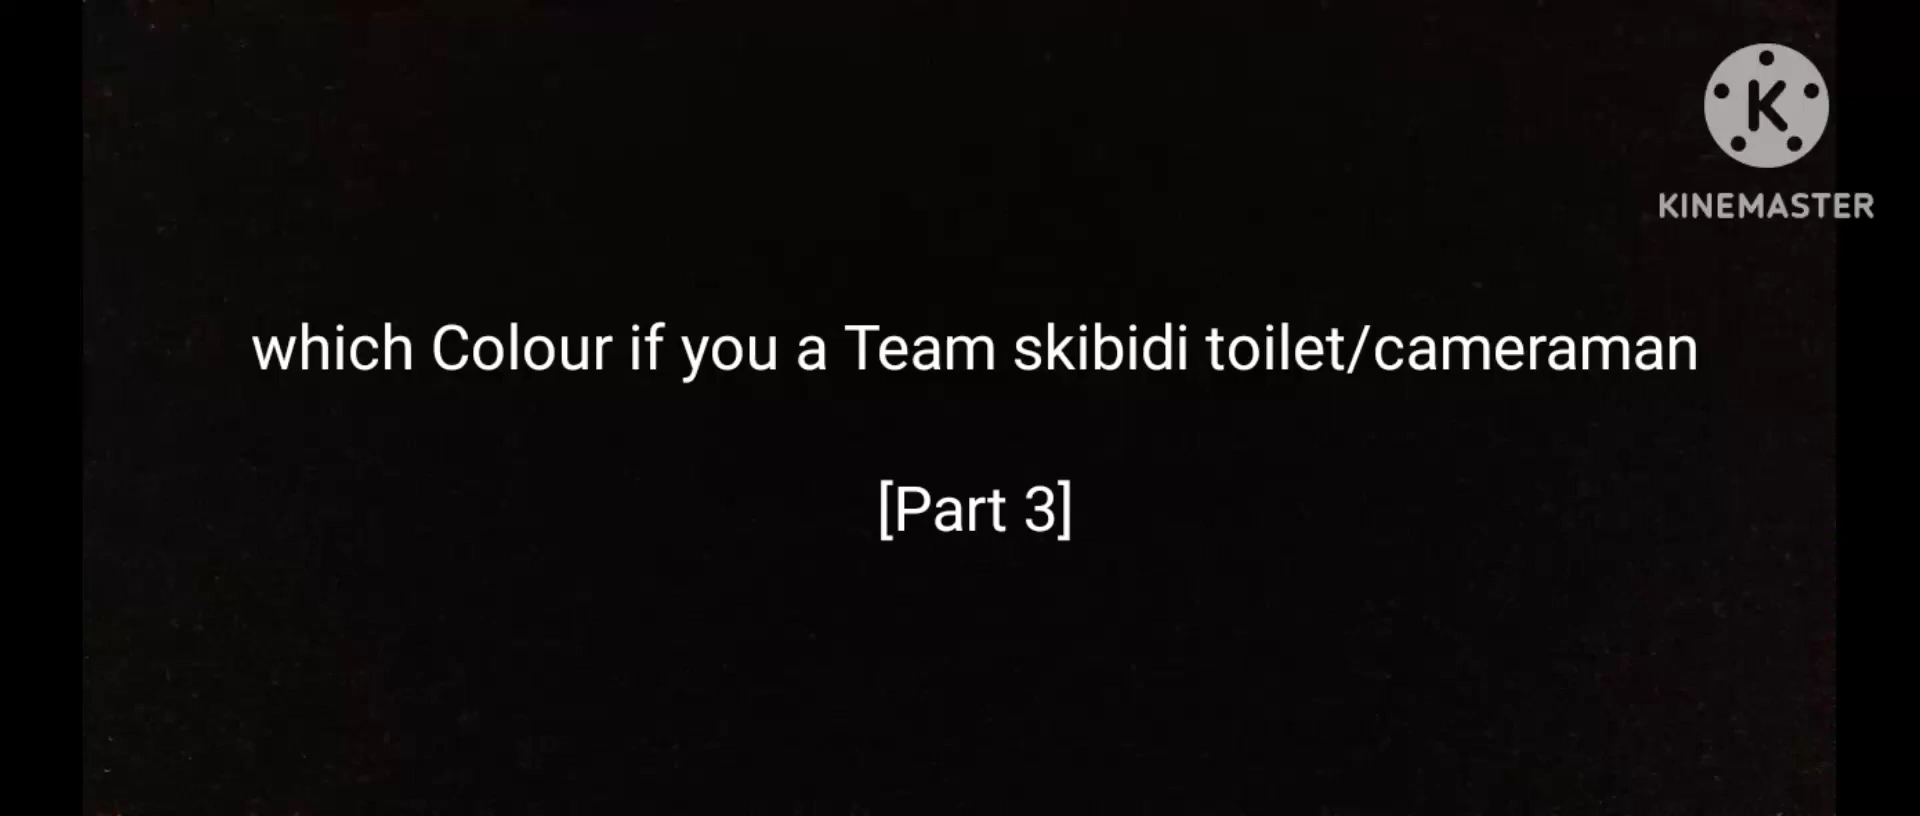 K
KINEMASTER
which Colour if you a Team skibidi toilet/cameraman
[Part 3]